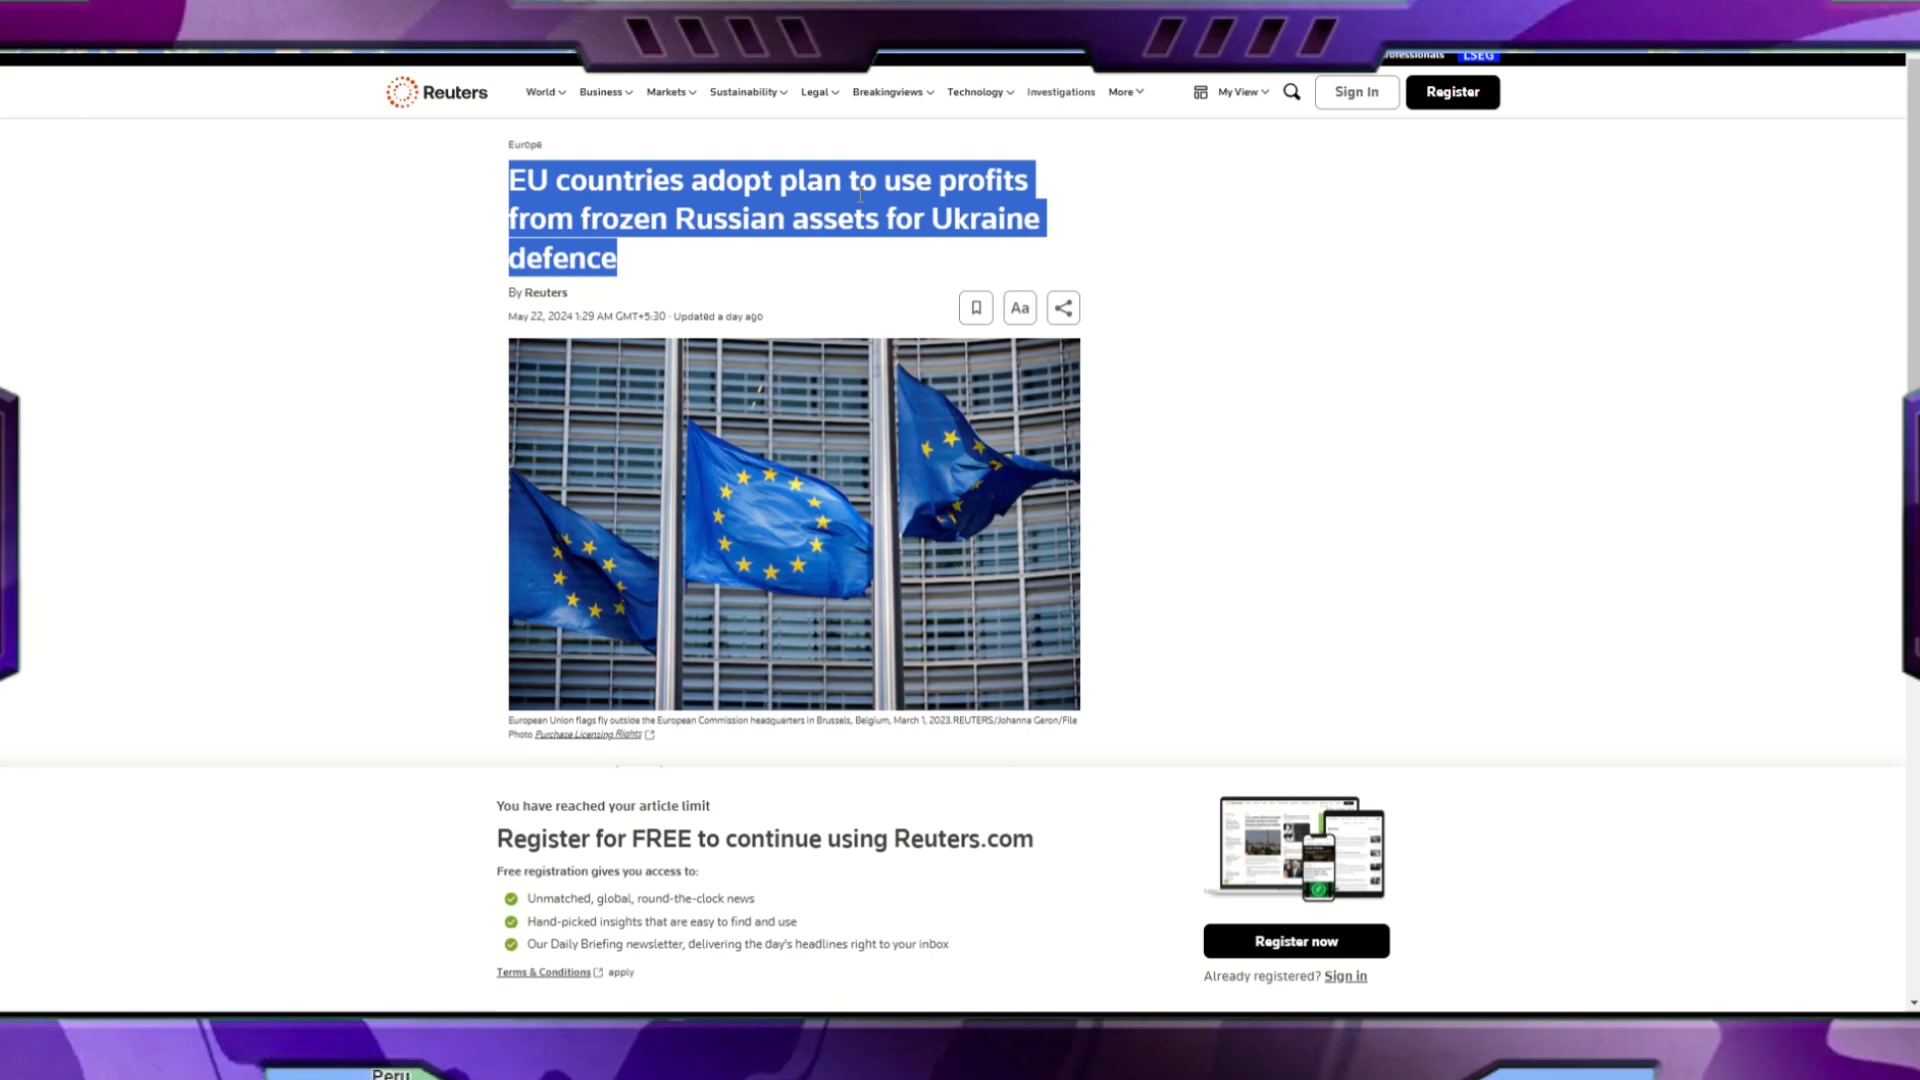 ofessionals LSEG
Reuters World Business Markets Sustainability Legal Breakingviews Technology Investigations More My View Sign In Register
Europe
EU countries adopt plan to use profits
from frozen Russian assets for Ukraine
defence
By Reuters
May 22, 2024 1:29 AM GMT+5:30 · Updated a day ago
Aa
European Union flags fly outside the European Commission headquarters in Brussels, Belgium, March 1, 2023.REUTERS/Johanna Geron/File
Photo Purchase Licensing Rights
You have reached your article limit
Register for FREE to continue using Reuters.com
Free registration gives you access to:
Unmatched, global, round-the-clock news
Hand-picked insights that are easy to find and use
Our Daily Briefing newsletter, delivering the day's headlines right to your inbox
Terms & Conditions apply
Register now
Already registered? Sign in
Peru